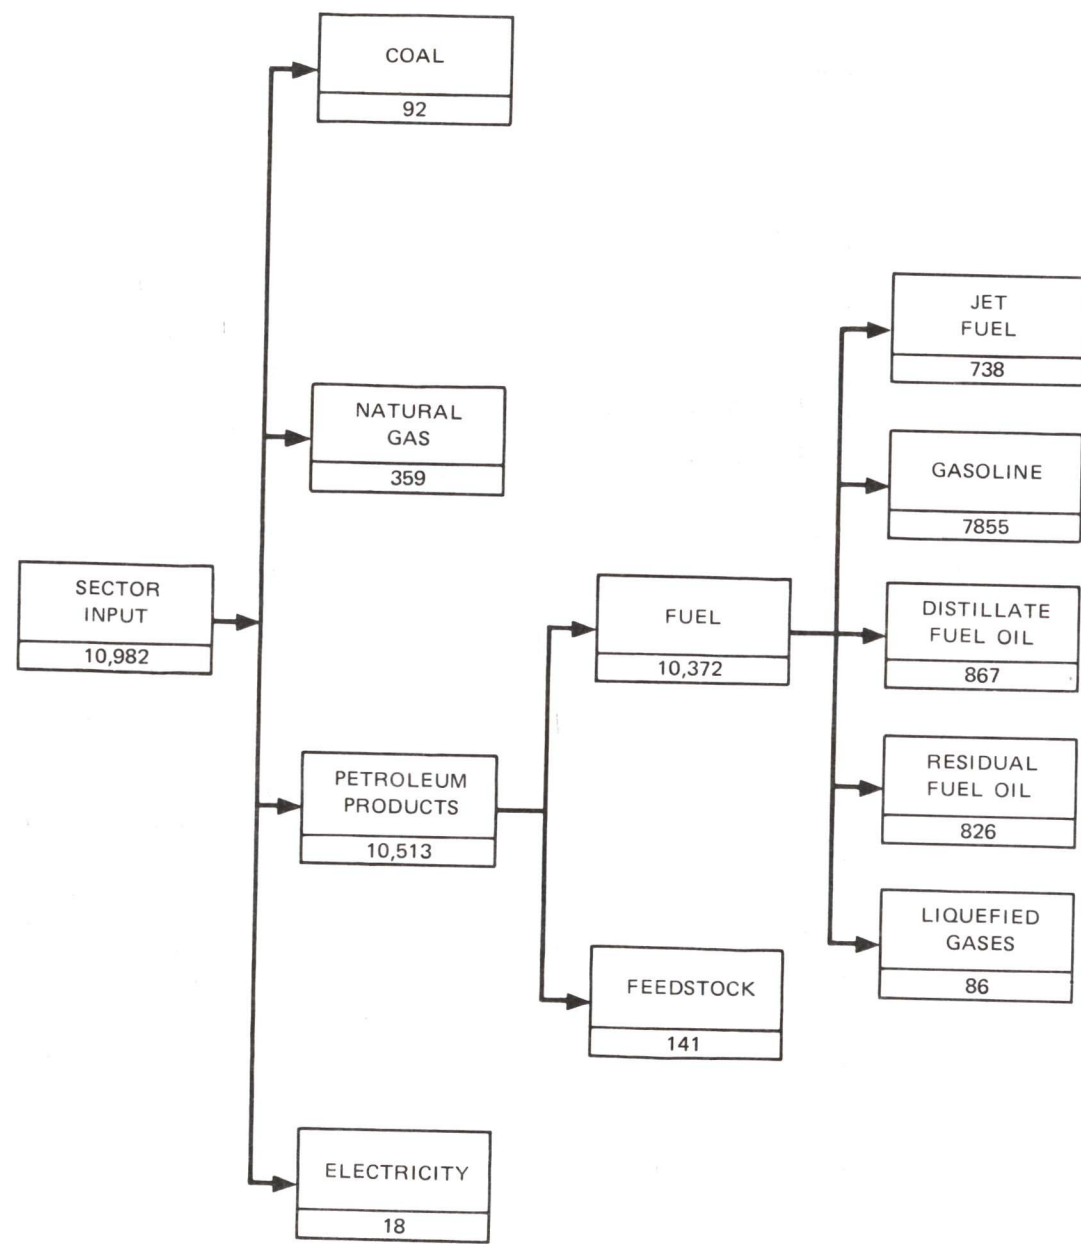 COAL
92
NATURAL
GAS
359
SECTOR
INPUT
10,982
PETROLEUM
PRODUCTS
10,513
ELECTRICITY
18
FUEL
10,372
FEEDSTOCK
141
JET
FUEL
738
GASOLINE
7855
DISTILLATE
FUEL OIL
867
RESIDUAL
FUEL OIL
826
LIQUEFIED
GASES
86